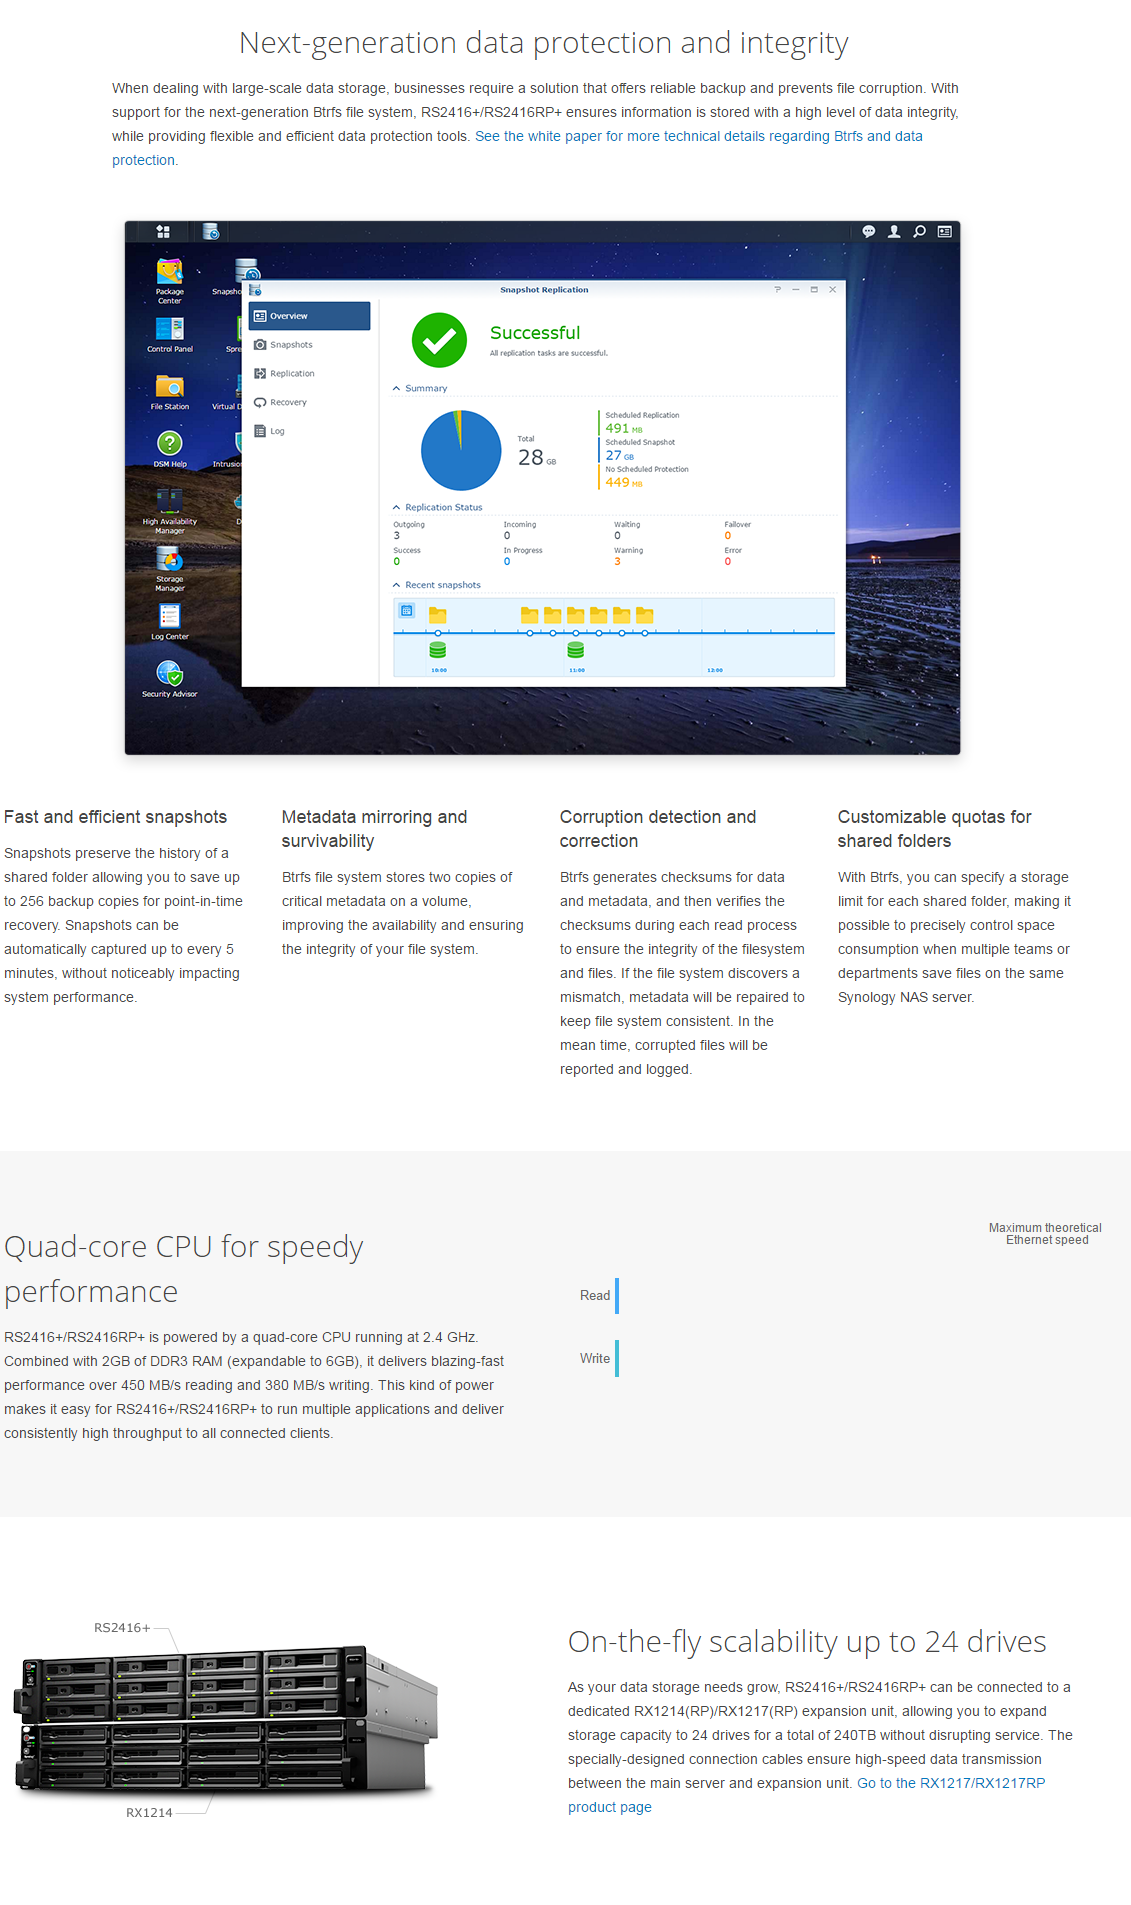 Next-generation data protection and integrity
When dealing with large-scale data storage, businesses require a solution that offers reliable backup and prevents file corruption. With
support for the next-generation Btrfs file system, RS2416+/RS2416RP+ ensures information is stored with a high level of data integrity,
while providing flexible and efficient data protection tools. See the white paper for more technical details regarding Btrfs and data
protection.
Package
Center
Control Panel
File Station
DSM Help
High Availability
Manager
Storage
Manager
Log Center
Security Advisor
Snapsho
Spre
Virtual D
Intrusio
D
Snapshot Replication
Overview
Snapshots
Replication
Recovery
Log
Successful
All replication tasks are successful.
Summary
Total
28 GB
Scheduled Replication
491 MB
Scheduled Snapshot
27 GB
No Scheduled Protection
449 MB
Replication Status
Outgoing Incoming Waiting Failover
3 0 0 0
Success In Progress Warning Error
0 0 3 0
Recent snapshots
10:00 11:00 12:00
Fast and efficient snapshots
Snapshots preserve the history of a
shared folder allowing you to save up
to 256 backup copies for point-in-time
recovery. Snapshots can be
automatically captured up to every 5
minutes, without noticeably impacting
system performance.
Metadata mirroring and
survivability
Btrfs file system stores two copies of
critical metadata on a volume,
improving the availability and ensuring
the integrity of your file system.
Corruption detection and
correction
Btrfs generates checksums for data
and metadata, and then verifies the
checksums during each read process
to ensure the integrity of the filesystem
and files. If the file system discovers a
mismatch, metadata will be repaired to
keep file system consistent. In the
mean time, corrupted files will be
reported and logged.
Customizable quotas for
shared folders
With Btrfs, you can specify a storage
limit for each shared folder, making it
possible to precisely control space
consumption when multiple teams or
departments save files on the same
Synology NAS server.
Quad-core CPU for speedy
performance
RS2416+/RS2416RP+ is powered by a quad-core CPU running at 2.4 GHz.
Combined with 2GB of DDR3 RAM (expandable to 6GB), it delivers blazing-fast
performance over 450 MB/s reading and 380 MB/s writing. This kind of power
makes it easy for RS2416+/RS2416RP+ to run multiple applications and deliver
consistently high throughput to all connected clients.
Maximum theoretical
Ethernet speed
Read
Write
RS2416+
RX1214
On-the-fly scalability up to 24 drives
As your data storage needs grow, RS2416+/RS2416RP+ can be connected to a
dedicated RX1214(RP)/RX1217(RP) expansion unit, allowing you to expand
storage capacity to 24 drives for a total of 240TB without disrupting service. The
specially-designed connection cables ensure high-speed data transmission
between the main server and expansion unit. Go to the RX1217/RX1217RP
product page